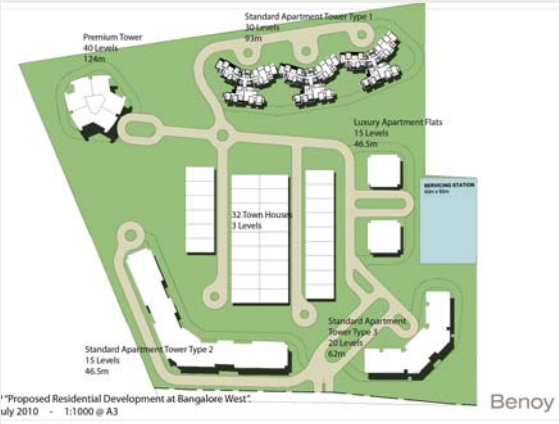 Standard Apartment Tower Type 1
30 Levels
93m
Premium Tower
40 Levels
124m
Luxury Apartment Flats
15 Levels
46.5m
SERVICING STATION
40m x 60m
32 Town Houses
3 Levels
Standard Apartment
Tower Type 3
20 Levels
62m
Standard Apartment Tower Type 2
15 Levels
46.5m
"Proposed Residential Development at Bangalore West".
uly 2010 - 1:1000 @ A3
Benoy